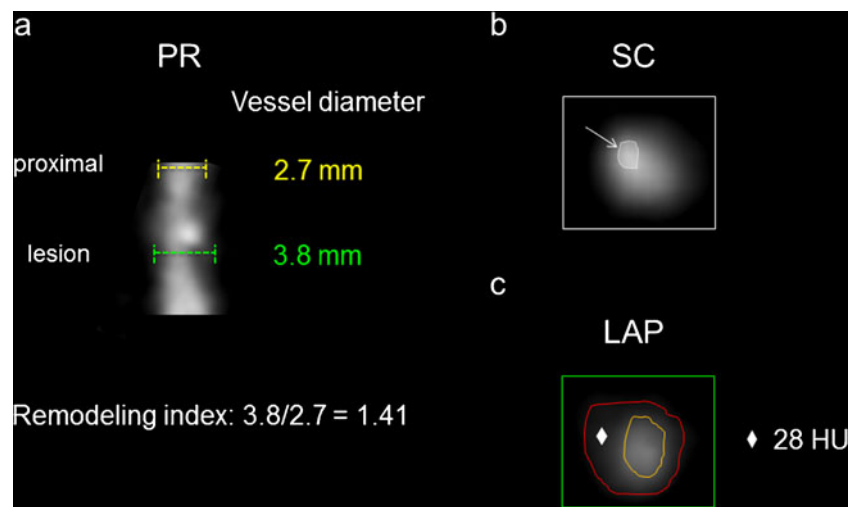 a
PR
Vessel diameter
proximal
2.7 mm
lesion
3.8 mm
Remodeling index: 3.8/2.7 = 1.41
b
SC
c
LAP
28 HU